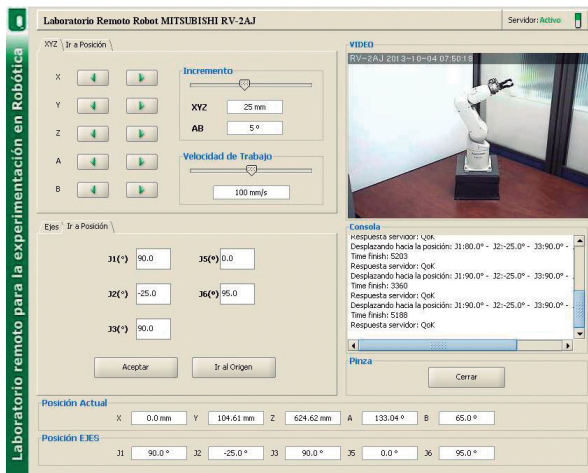 Laboratorio Remoto Robot MITSUBISHI RV-2AJ
Servidor: Activo
Laboratorio remoto para la experimentación en Robótica
XYZ
Ir a Posición
X
Y
Z
A
B
Incremento
XYZ
25 mm
AB
5 º
Velocidad de Trabajo
100 mm/s
VIDEO
RV-2AJ 2013-10-04 07:50:18
Ejes
Ir a Posición
J1(º) 90.0
J5(º) 0.0
J2(º) -25.0
J6(º) 95.0
J3(º) 90.0
Aceptar
Ir al Origen
Consola
Respuesta servidor: QoK
Desplazando hacia la posición: J1:80.0° - J2:-25.0° - J3:90.0° -
Time finish: 5203
Respuesta servidor: QoK
Desplazando hacia la posición: J1:90.0° - J2:-25.0° - J3:90.0° -
Time finish: 3360
Respuesta servidor: QoK
Desplazando hacia la posición: J1:90.0° - J2:-25.0° - J3:90.0° -
Time finish: 5188
Respuesta servidor: QoK
Pinza
Cerrar
Posición Actual
X 0.0 mm Y 104.61 mm Z 624.62 mm A 133.04 º B 65.0 º
Posición EJES
J1 90.0 º J2 -25.0 º J3 90.0 º J5 0.0 º J6 95.0 º